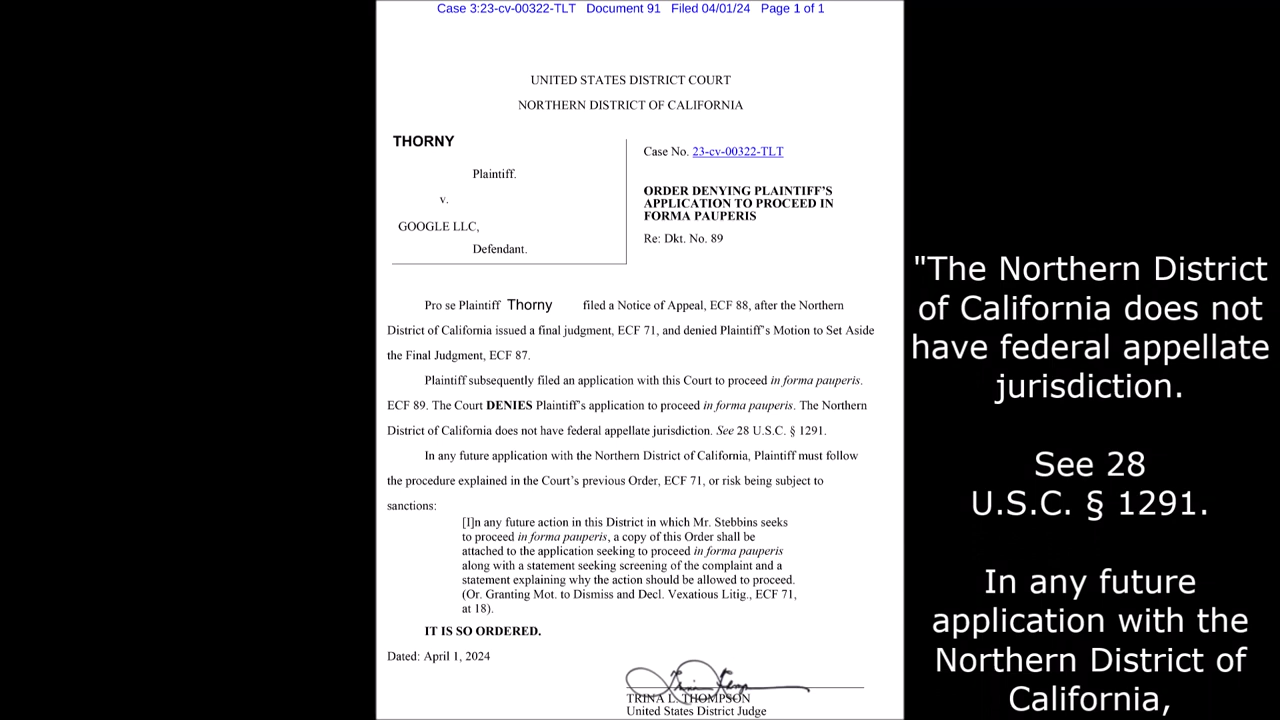 Case 3:23-cv-00322-TLT Document 91 Filed 04/01/24 Page 1 of 1
UNITED STATES DISTRICT COURT
NORTHERN DISTRICT OF CALIFORNIA
THORNY
Plaintiff.
v.
GOOGLE LLC,
Defendant.
Case No. 23-cv-00322-TLT
ORDER DENYING PLAINTIFF'S
APPLICATION TO PROCEED IN
FORMA PAUPERIS
Re: Dkt. No. 89
Pro se Plaintiff Thorny filed a Notice of Appeal, ECF 88, after the Northern
District of California issued a final judgment, ECF 71, and denied Plaintiff's Motion to Set Aside
the Final Judgment, ECF 87.
Plaintiff subsequently filed an application with this Court to proceed in forma pauperis.
ECF 89. The Court DENIES Plaintiff's application to proceed in forma pauperis. The Northern
District of California does not have federal appellate jurisdiction. See 28 U.S.C. § 1291.
In any future application with the Northern District of California, Plaintiff must follow
the procedure explained in the Court's previous Order, ECF 71, or risk being subject to
sanctions:
[I]n any future action in this District in which Mr. Stebbins seeks
to proceed in forma pauperis, a copy of this Order shall be
attached to the application seeking to proceed in forma pauperis
along with a statement seeking screening of the complaint and a
statement explaining why the action should be allowed to proceed.
(Or. Granting Mot. to Dismiss and Decl. Vexatious Litig., ECF 71,
at 18).
IT IS SO ORDERED.
Dated: April 1, 2024
TRINA L. THOMPSON
United States District Judge
"The Northern District
of California does not
have federal appellate
jurisdiction.
See 28
U.S.C. § 1291.
In any future
application with the
Northern District of
California,